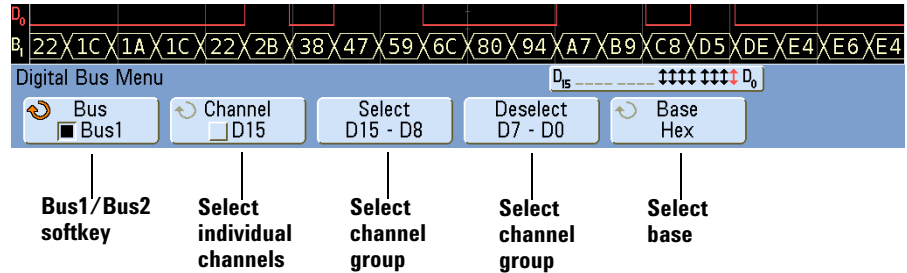 D0
B1 22 1C 1A 1C 22 2B 38 47 59 6C 80 94 A7 B9 C8 D5 DE E4 E6 E4
Digital Bus Menu D15 D0
Bus Channel Select Deselect Base
Bus1 D15 D15 - D8 D7 - D0 Hex
Bus1/Bus2 softkey
Select individual channels
Select channel group
Select channel group
Select base